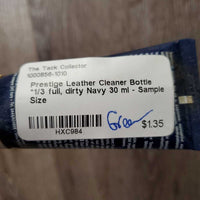 The Tack Collector
1000856-1010
Prestige Leather Cleaner Bottle
*1/3 full, dirty Navy 30 ml - Sample
Size
Green
$1.35
HXC984